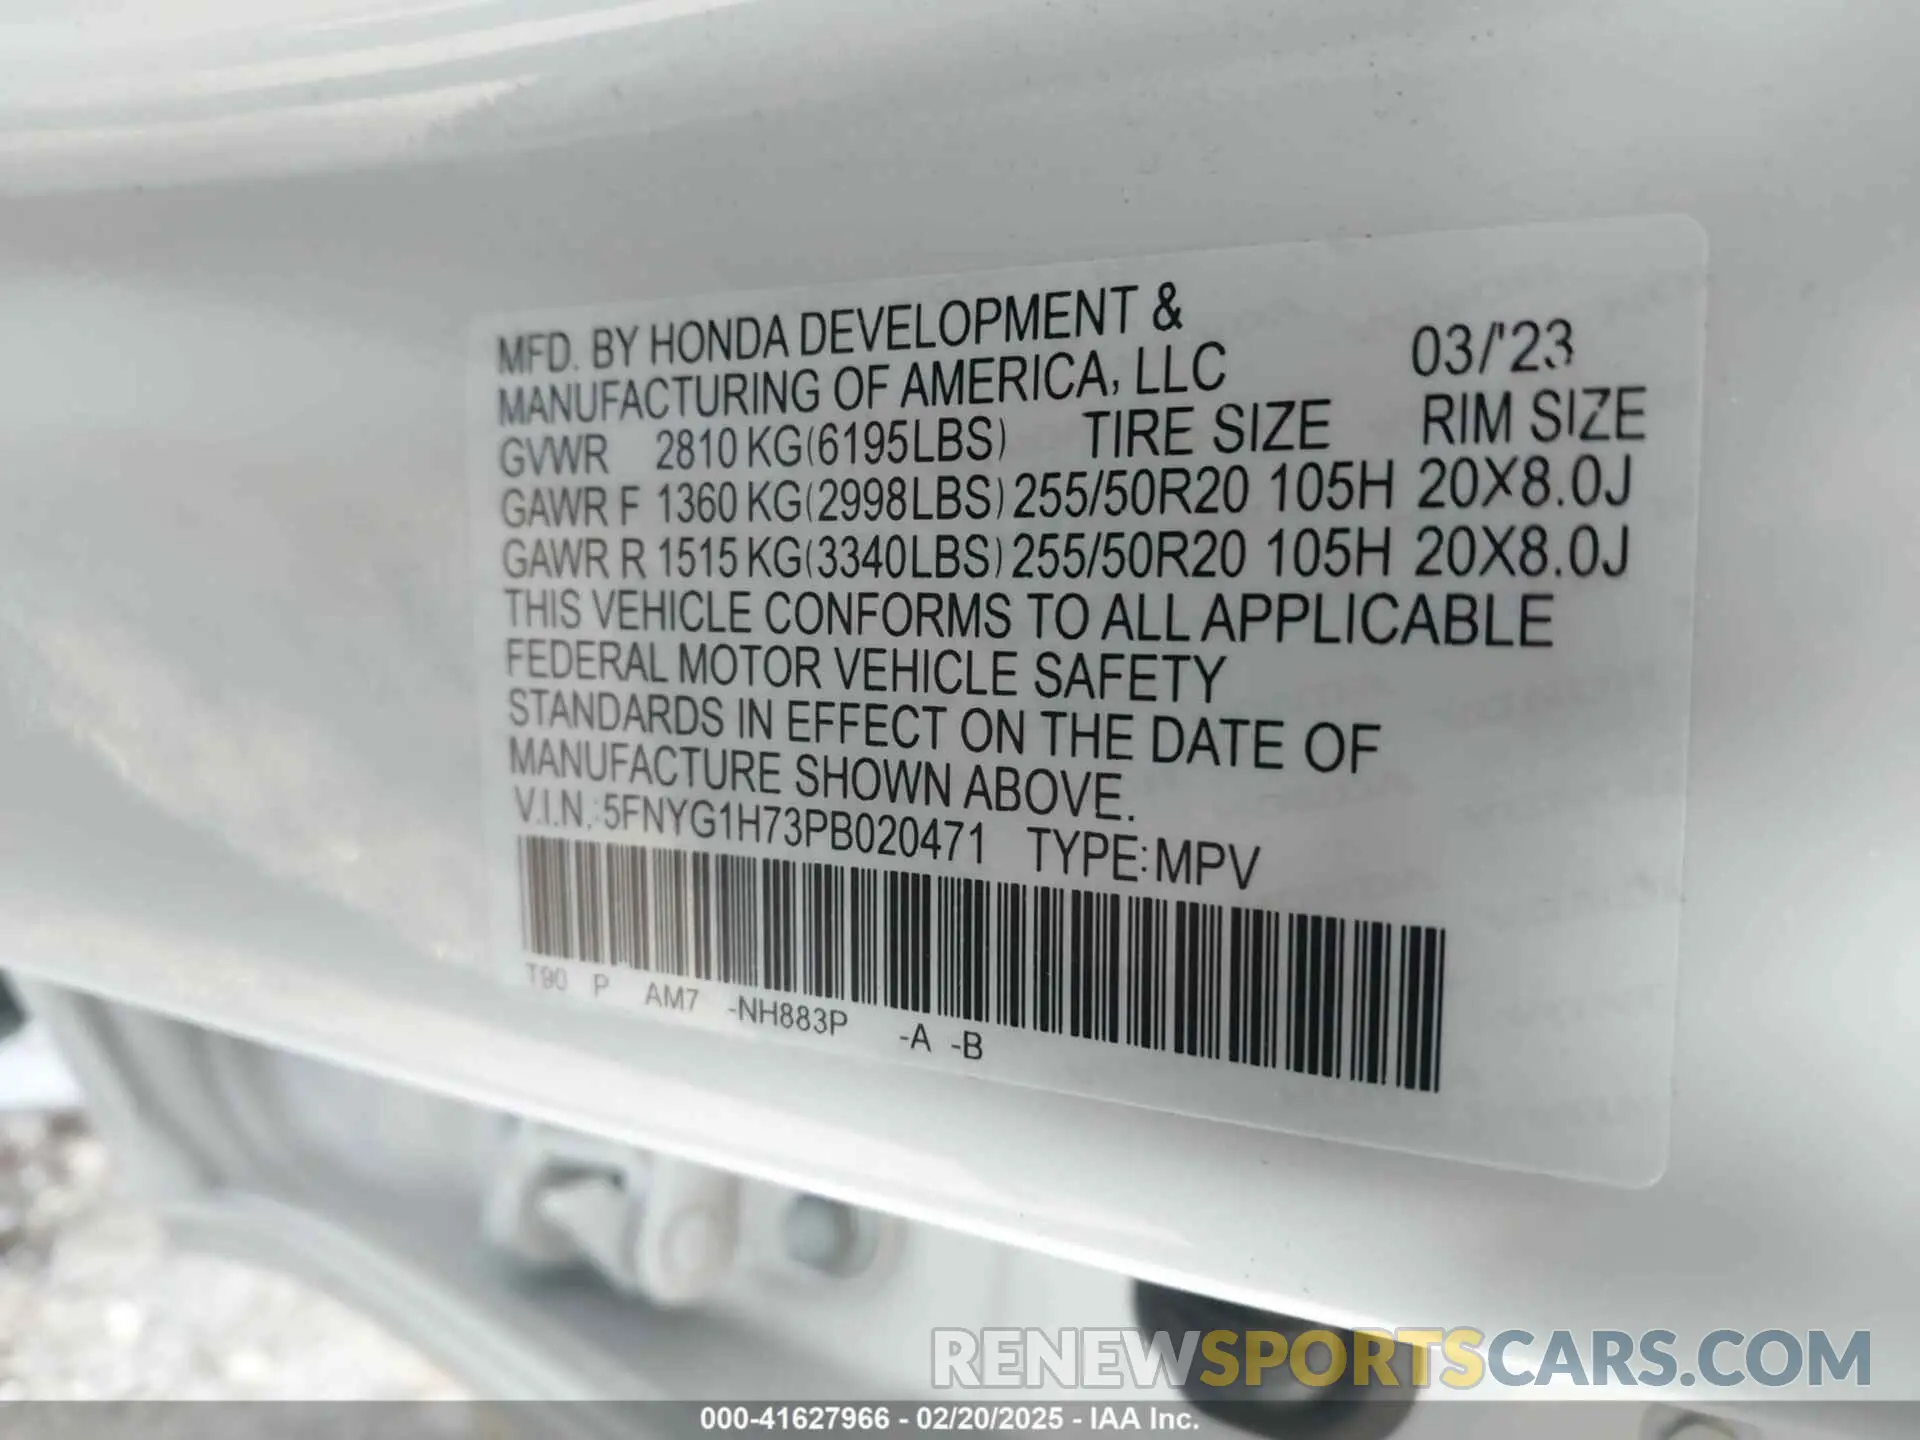 MFD. BY HONDA DEVELOPMENT &
MANUFACTURING OF AMERICA, LLC 03/'23
GVWR 2810 KG(6195LBS) TIRE SIZE RIM SIZE
GAWR F 1360 KG(2998LBS) 255/50R20 105H 20X8.0J
GAWR R 1515 KG(3340LBS) 255/50R20 105H 20X8.0J
THIS VEHICLE CONFORMS TO ALL APPLICABLE
FEDERAL MOTOR VEHICLE SAFETY
STANDARDS IN EFFECT ON THE DATE OF
MANUFACTURE SHOWN ABOVE.
V.I.N.: 5FNYG1H73PB020471 TYPE: MPV
T90 P AM7 -NH883P -A -B
RENEWSPORTSCARS.COM
000-41627966 - 02/20/2025 - IAA Inc.